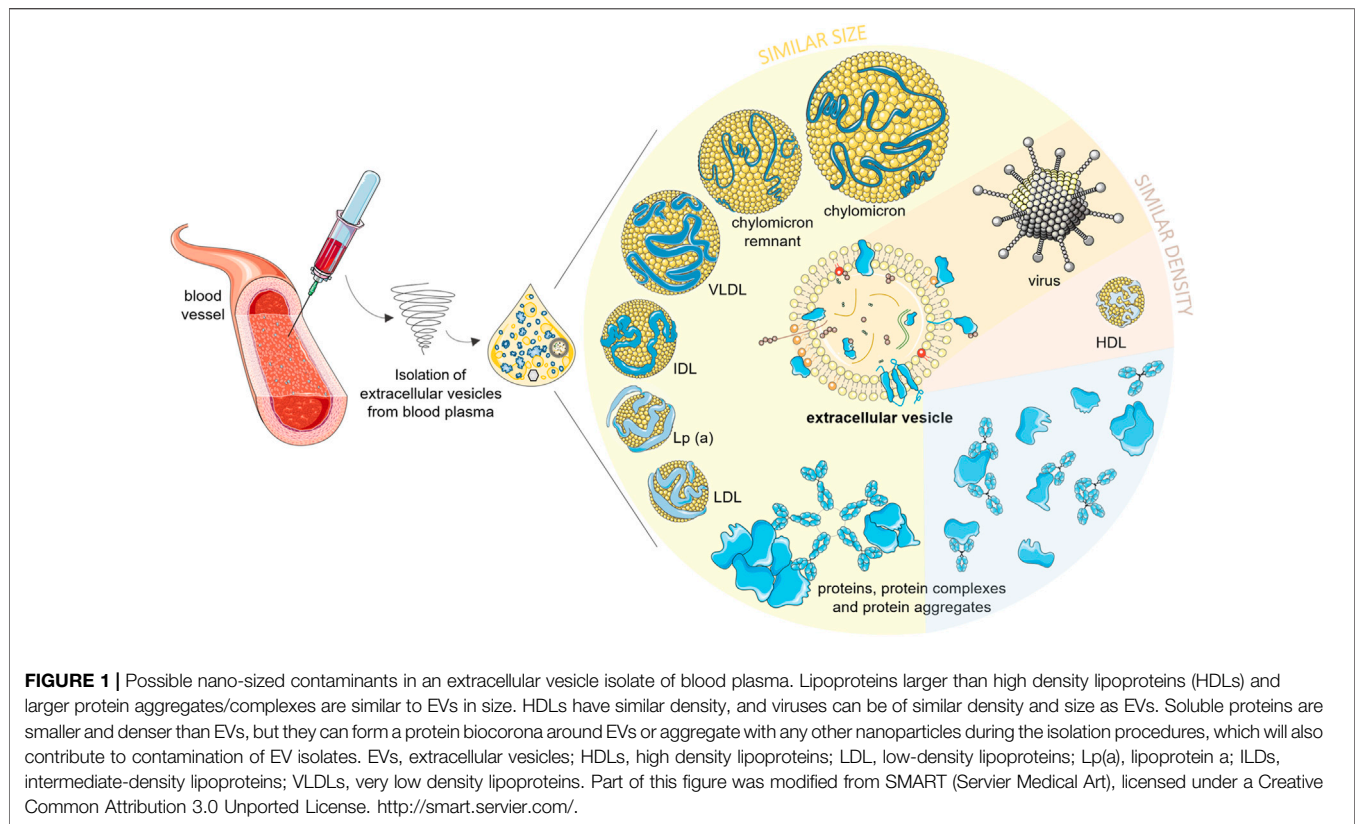 SIMILAR SIZE
SIMILAR DENSITY
blood
vessel
Isolation of
extracellular vesicles
from blood plasma
chylomicron
chylomicron
remnant
VLDL
IDL
Lp (a)
LDL
virus
HDL
extracellular vesicle
proteins, protein complexes
and protein aggregates
FIGURE 1 | Possible nano-sized contaminants in an extracellular vesicle isolate of blood plasma. Lipoproteins larger than high density lipoproteins (HDLs) and
larger protein aggregates/complexes are similar to EVs in size. HDLs have similar density, and viruses can be of similar density and size as EVs. Soluble proteins are
smaller and denser than EVs, but they can form a protein biocorona around EVs or aggregate with any other nanoparticles during the isolation procedures, which will also
contribute to contamination of EV isolates. EVs, extracellular vesicles; HDLs, high density lipoproteins; LDL, low-density lipoproteins; Lp(a), lipoprotein a; ILDs,
intermediate-density lipoproteins; VLDLs, very low density lipoproteins. Part of this figure was modified from SMART (Servier Medical Art), licensed under a Creative
Common Attribution 3.0 Unported License. http://smart.servier.com/.